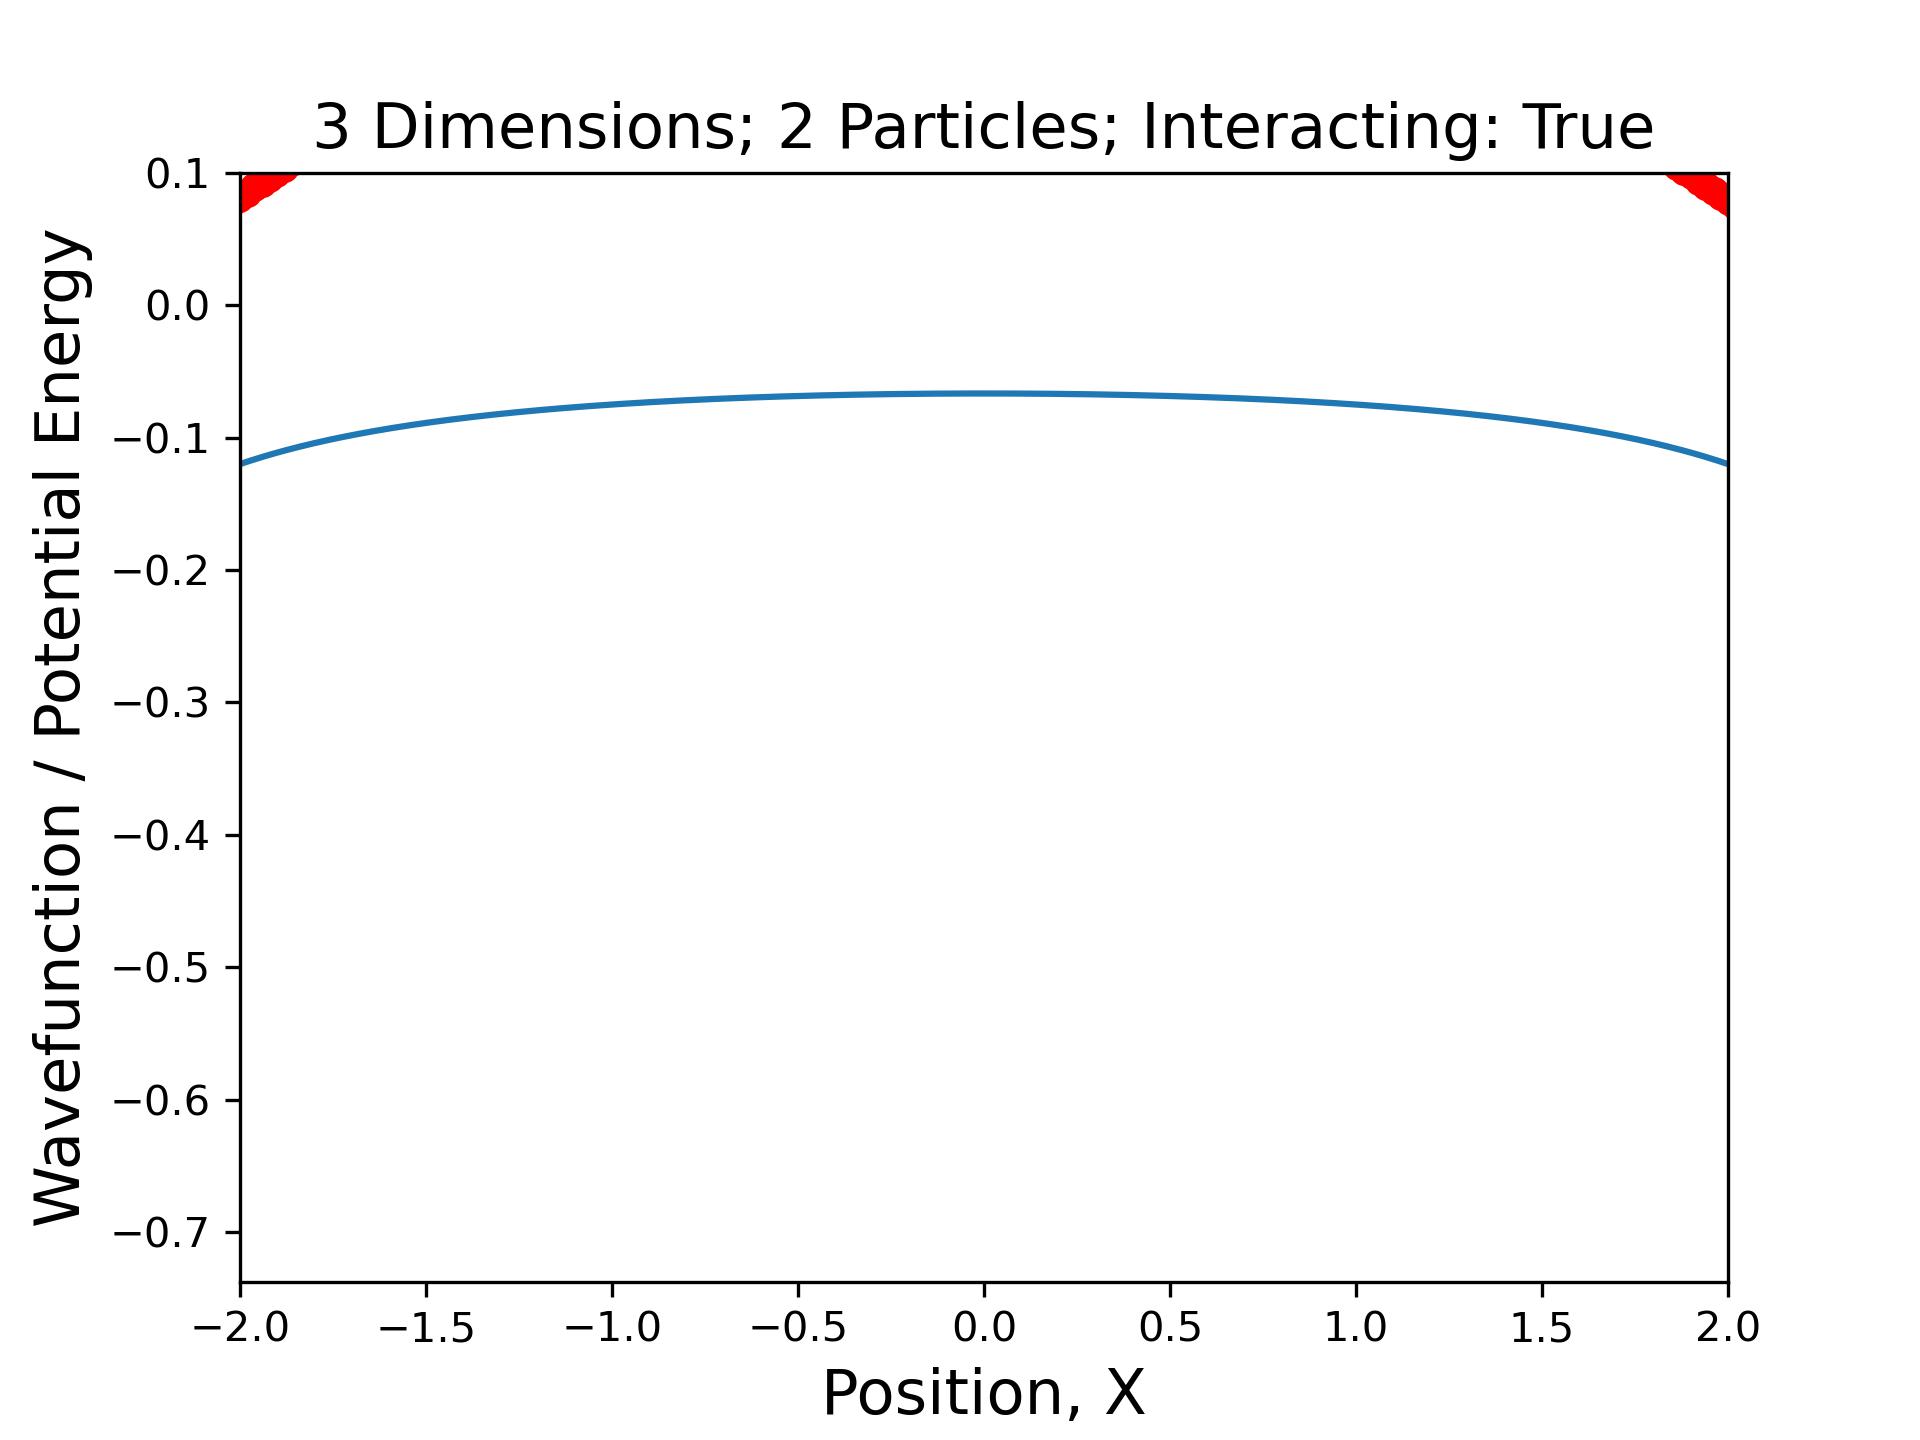 3 Dimensions; 2 Particles; Interacting: True
Wavefunction / Potential Energy
0.1
0.0
−0.1
−0.2
−0.3
−0.4
−0.5
−0.6
−0.7
−2.0 −1.5 −1.0 −0.5 0.0 0.5 1.0 1.5 2.0
Position, X